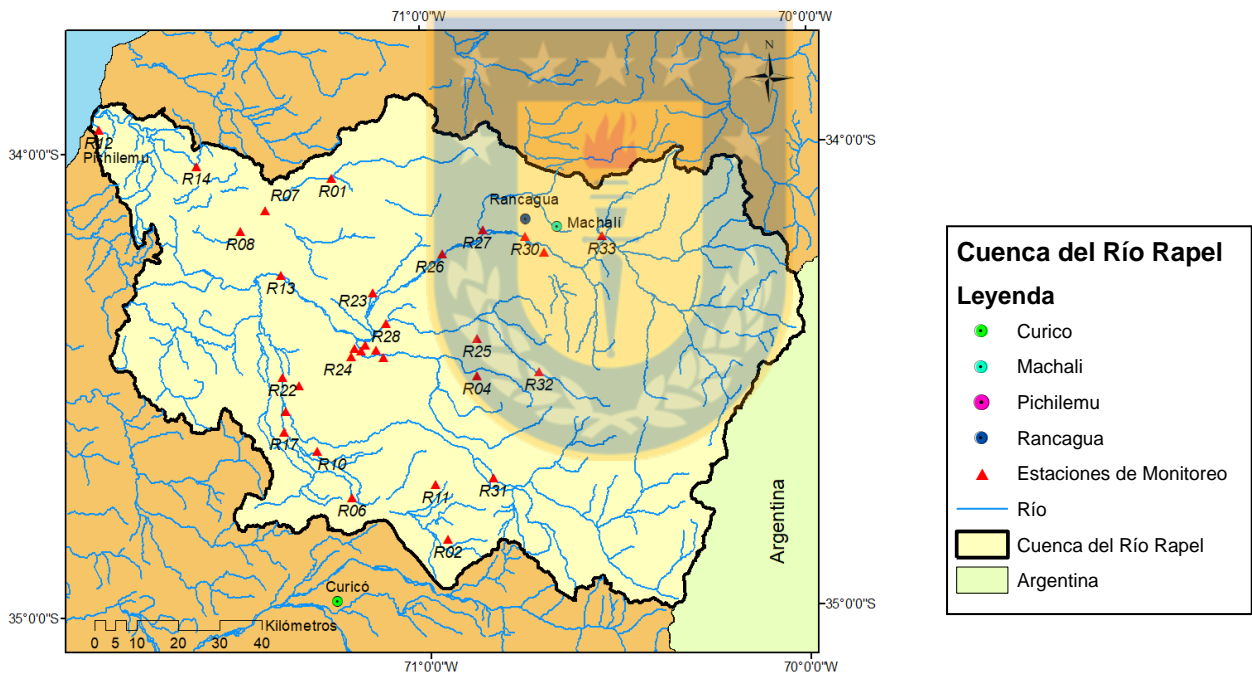 71°0'0"W
70°0'0"W
N
34°0'0"S
34°0'0"S
R12
Pichilemu
R14
R01
R07
R08
Rancagua
Machalí
R27
R30
R33
R26
R13
R23
R28
R24
R25
R04
R32
R22
R17
R10
R11
R31
R06
R02
Argentina
Curicó
35°0'0"S
35°0'0"S
Kilómetros
0 5 10 20 30 40
71°0'0"W
70°0'0"W
Cuenca del Río Rapel
Leyenda
Curico
Machali
Pichilemu
Rancagua
Estaciones de Monitoreo
Río
Cuenca del Río Rapel
Argentina